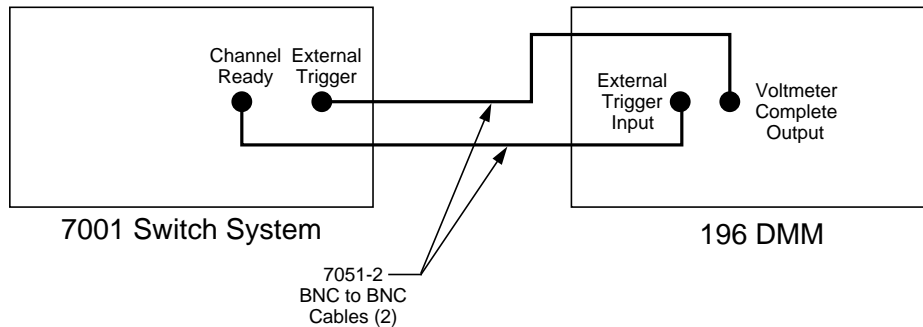 Channel
Ready
External
Trigger
External
Trigger
Input
Voltmeter
Complete
Output
7001 Switch System
196 DMM
7051-2
BNC to BNC
Cables (2)